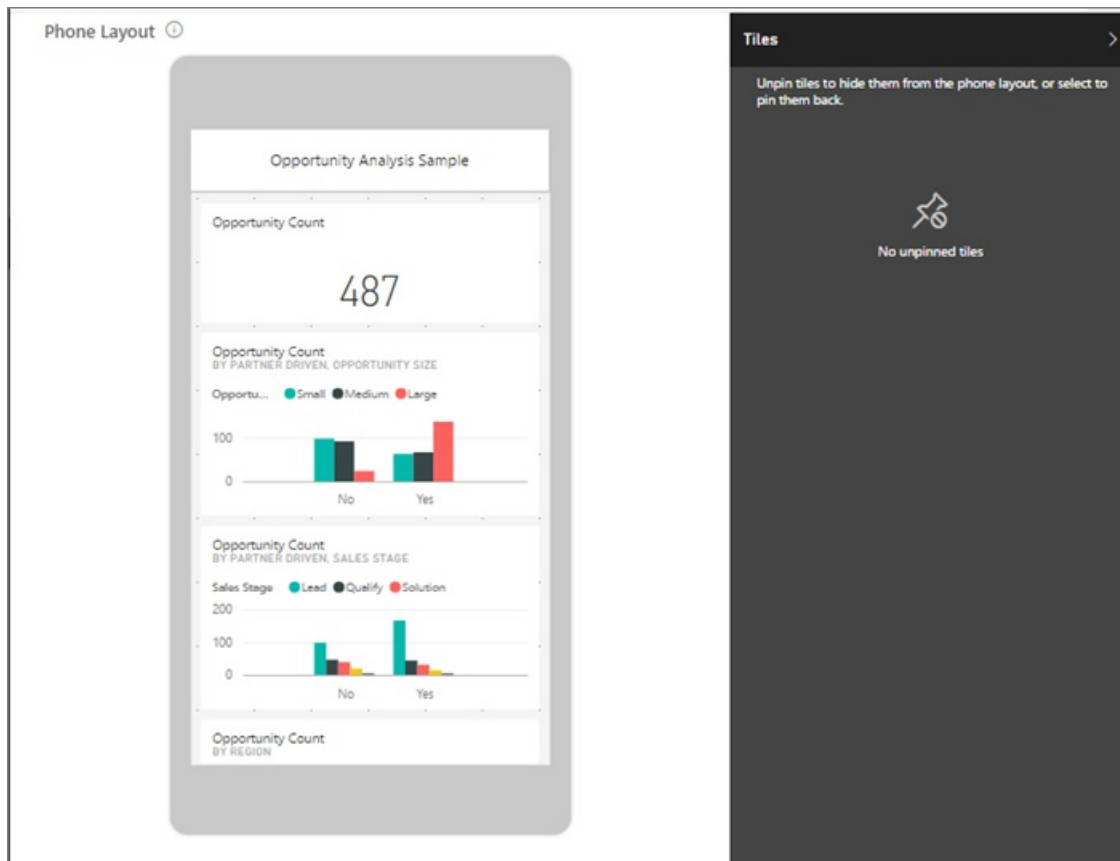 Phone Layout
Opportunity Analysis Sample
Opportunity Count
487
Opportunity Count
BY PARTNER DRIVEN, OPPORTUNITY SIZE
Opportu... Small Medium Large
100
0
No Yes
Opportunity Count
BY PARTNER DRIVEN, SALES STAGE
Sales Stage Lead Qualify Solution
200
100
0
No Yes
Opportunity Count
BY REGION
Tiles
Unpin tiles to hide them from the phone layout, or select to
pin them back.
No unpinned tiles